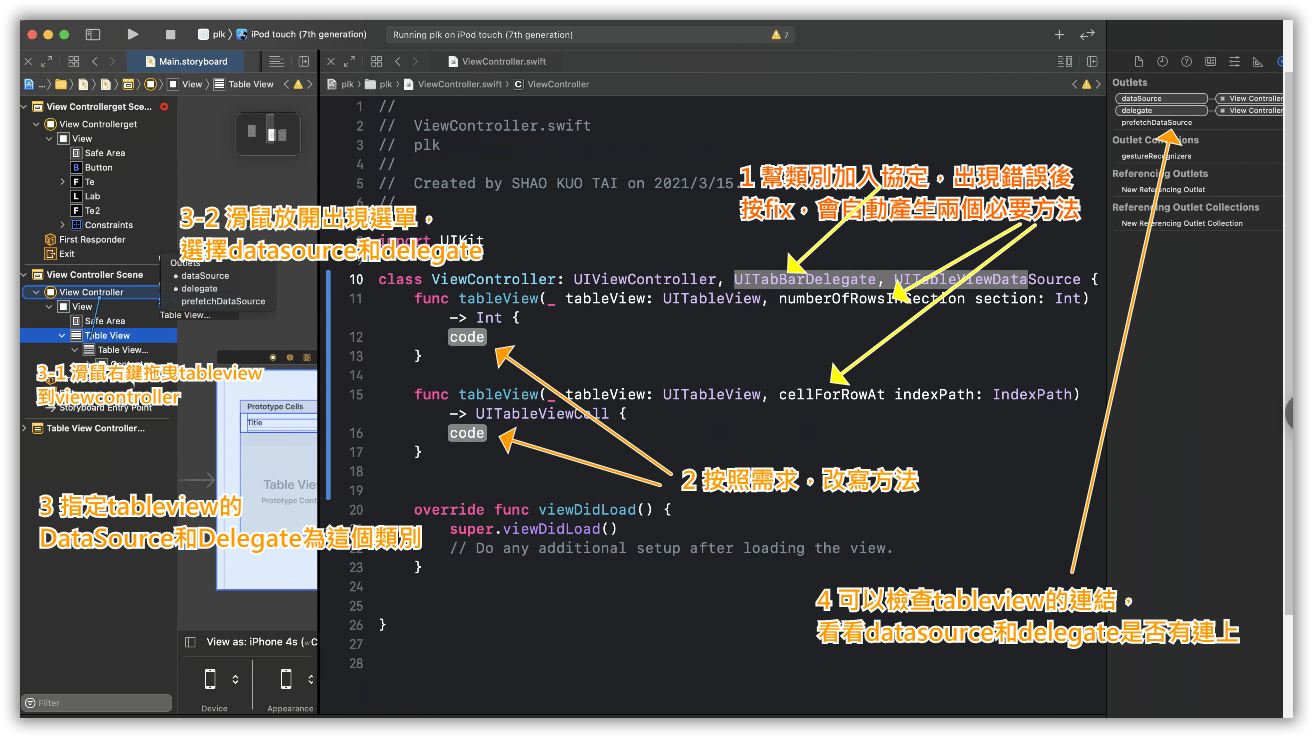 plk
iPod touch (7th generation)
Running plk on iPod touch (7th generation)
7
Main.storyboard
ViewController.swift
View
Table View
plk
plk
ViewController.swift
C
ViewController
View Controllerget Sce...
View Controllerget
View
Safe Area
B Button
F Te
L Lab
F Te2
Constraints
First Responder
Exit
View Controller Scene
View Controller
View
Safe Area
Table View
Table View...
Storyboard Entry Point
Table View Controller...
Filter
Outlets
dataSource
delegate
prefetchDataSource
Table View...
Prototype Cells
Title
Table Vie
Prototype Cont
View as: iPhone 4s (wC
Device
Appearance
1 //
2 // ViewController.swift
3 // plk
4 //
5 // Created by SHAO KUO TAI on 2021/3/15.
//
import UIKit
10 class ViewController: UIViewController, UITabBarDelegate, UITableViewDataSource {
11 func tableView(_ tableView: UITableView, numberOfRowsInSection section: Int)
-> Int {
12 code
13 }
14
15 func tableView(_ tableView: UITableView, cellForRowAt indexPath: IndexPath)
-> UITableViewCell {
16 code
17 }
18
19
20 override func viewDidLoad() {
super.viewDidLoad()
// Do any additional setup after loading the view.
23 }
24
25
26 }
27
28
Outlets
dataSource
View Controller
delegate
View Controller
prefetchDataSource
Outlet Collections
gestureRecognizers
Referencing Outlets
New Referencing Outlet
Referencing Outlet Collections
New Referencing Outlet Collection
1 幫類別加入協定，出現錯誤後
按fix，會自動產生兩個必要方法
2 按照需求，改寫方法
3 指定tableview的
DataSource和Delegate為這個類別
3-1 滑鼠右鍵拖曳tableview
到viewcontroller
3-2 滑鼠放開出現選單，
選擇datasource和delegate
4 可以檢查tableview的連結，
看看datasource和delegate是否有連上